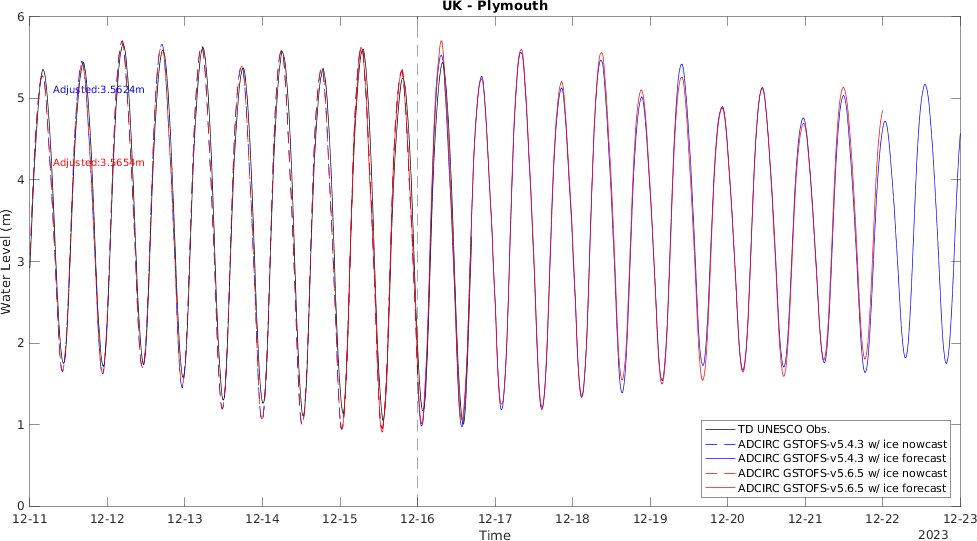 UK - Plymouth
6
5
4
3
2
1
0
Water Level (m)
Adjusted:3.5624m
Adjusted:3.5654m
TD UNESCO Obs.
ADCIRC GSTOFS-v5.4.3 w/ ice nowcast
ADCIRC GSTOFS-v5.4.3 w/ ice forecast
ADCIRC GSTOFS-v5.6.5 w/ ice nowcast
ADCIRC GSTOFS-v5.6.5 w/ ice forecast
12-11 12-12 12-13 12-14 12-15 12-16 12-17 12-18 12-19 12-20 12-21 12-22 12-23
Time
2023